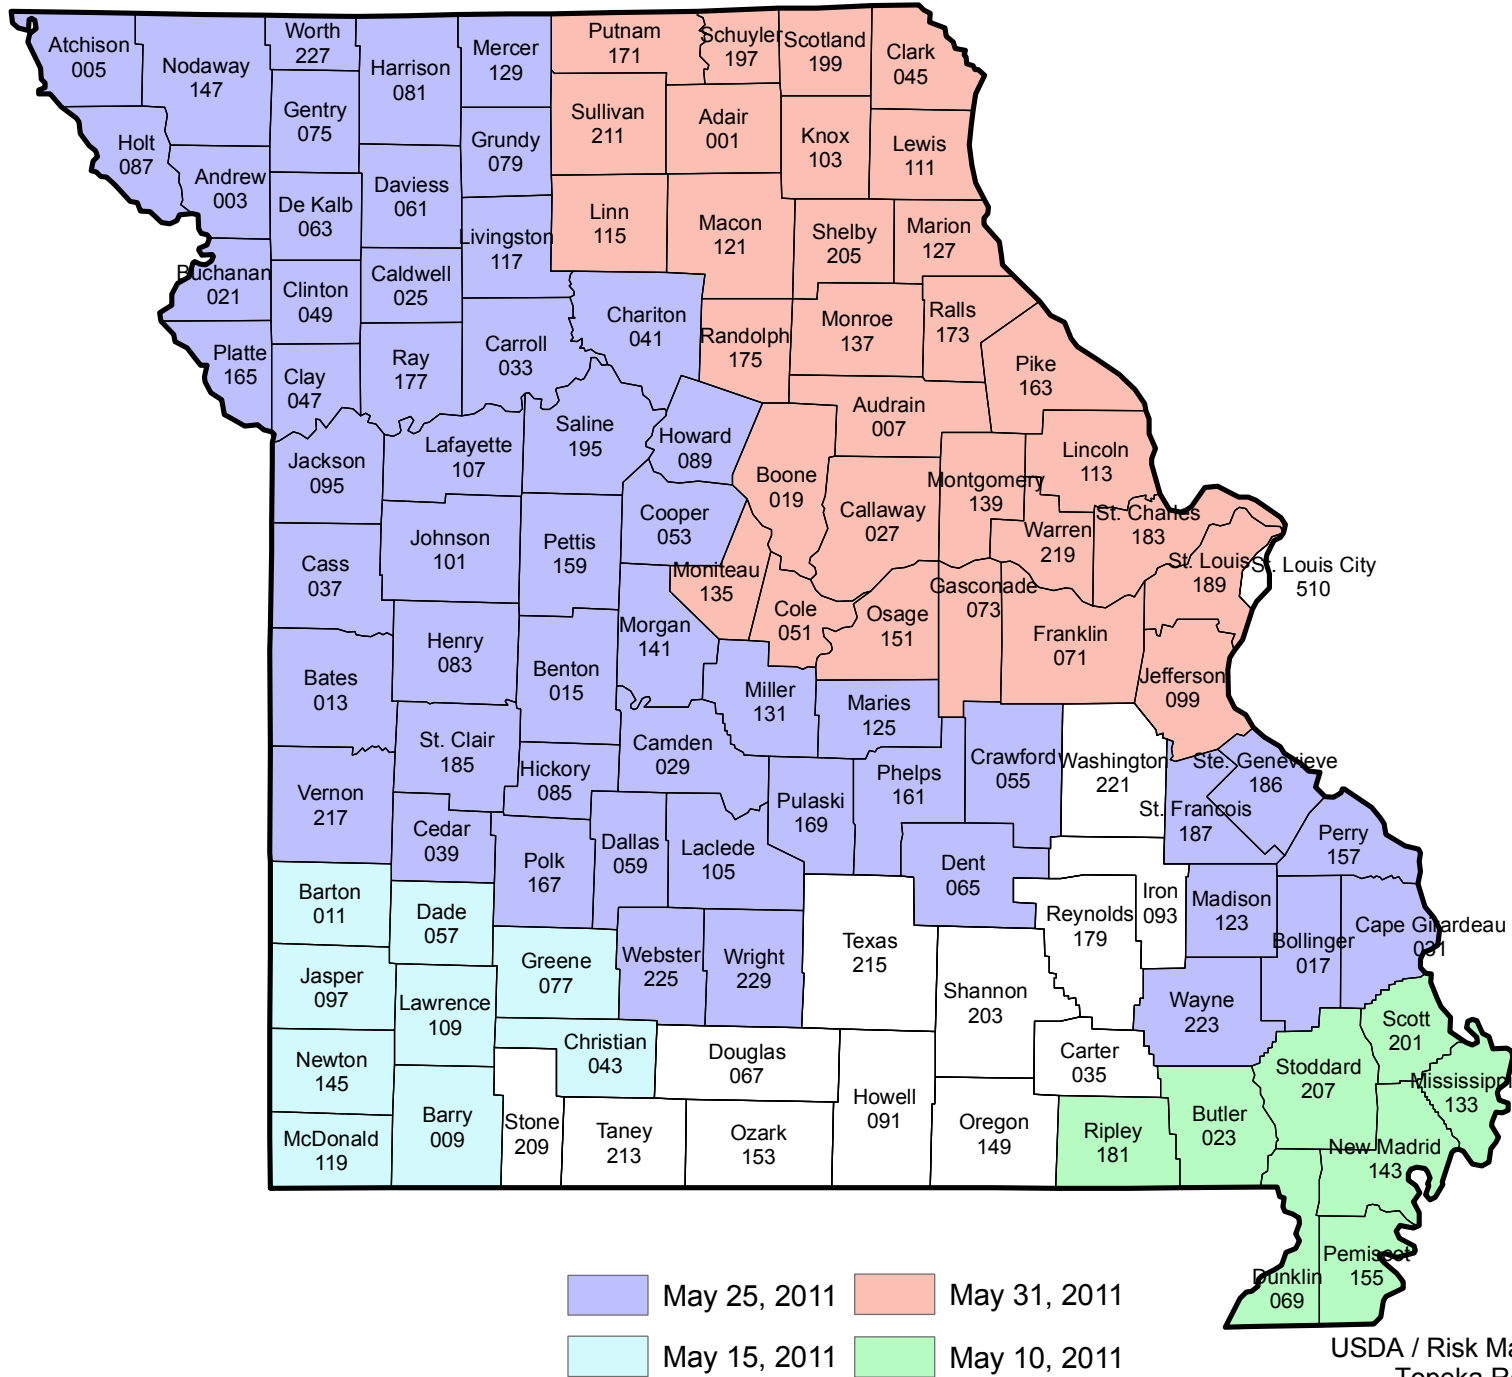 Atchison
005
Nodaway
147
Worth
227
Harrison
081
Mercer
129
Putnam
171
Schuyler
197
Scotland
199
Clark
045
Holt
087
Andrew
003
Gentry
075
De Kalb
063
Daviess
061
Grundy
079
Livingston
117
Sullivan
211
Adair
001
Knox
103
Lewis
111
Linn
115
Macon
121
Shelby
205
Marion
127
Buchanan
021
Clinton
049
Caldwell
025
Platte
165
Clay
047
Ray
177
Carroll
033
Chariton
041
Randolph
175
Monroe
137
Ralls
173
Pike
163
Audrain
007
Jackson
095
Lafayette
107
Saline
195
Howard
089
Boone
019
Callaway
027
Montgomery
139
Lincoln
113
Warren
219
St. Charles
183
St. Louis
189
St. Louis City
510
Cass
037
Johnson
101
Pettis
159
Cooper
053
Moniteau
135
Cole
051
Osage
151
Gasconade
073
Franklin
071
Jefferson
099
Bates
013
Henry
083
Benton
015
Morgan
141
Miller
131
Maries
125
Vernon
217
St. Clair
185
Hickory
085
Camden
029
Pulaski
169
Phelps
161
Crawford
055
Washington
221
Ste. Genevieve
186
St. Francois
187
Perry
157
Cedar
039
Polk
167
Dallas
059
Laclede
105
Dent
065
Iron
093
Reynolds
179
Madison
123
Bollinger
017
Cape Girardeau
031
Barton
011
Dade
057
Greene
077
Webster
225
Wright
229
Texas
215
Shannon
203
Wayne
223
Jasper
097
Lawrence
109
Christian
043
Douglas
067
Howell
091
Carter
035
Stoddard
207
Scott
201
Mississippi
133
Newton
145
McDonald
119
Barry
009
Stone
209
Taney
213
Ozark
153
Oregon
149
Ripley
181
Butler
023
New Madrid
143
Pemiscot
155
Dunklin
069
May 25, 2011
May 31, 2011
May 15, 2011
May 10, 2011
USDA / Risk Ma
Topeka R